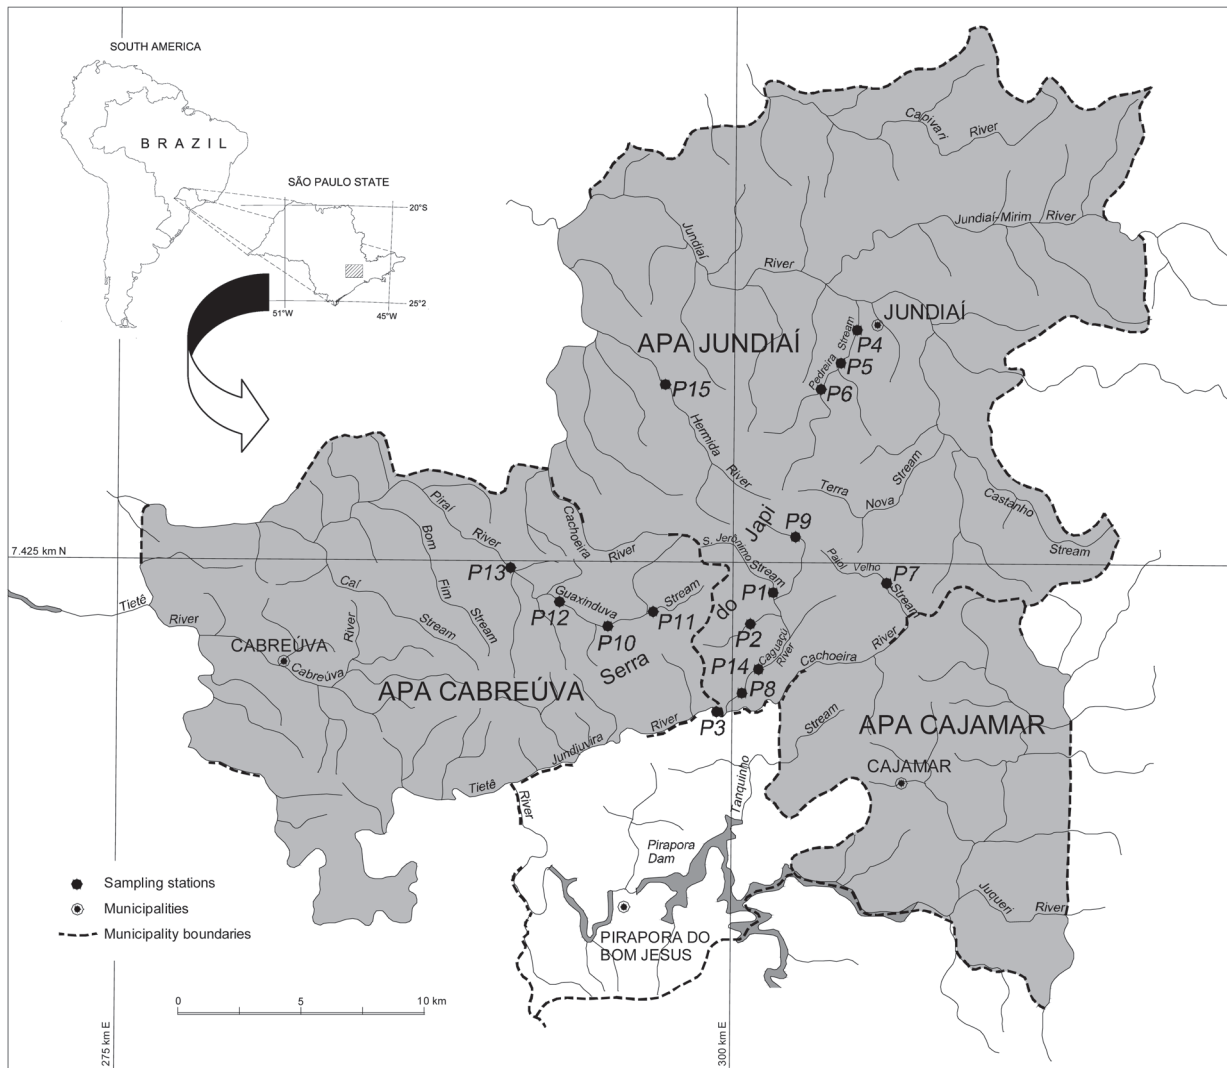 SOUTH AMERICA
BRAZIL
SÃO PAULO STATE
20°S
25°2
51°W
45°W
Capivari
River
Jundiaí-Mirim River
Jundiaí
River
JUNDIAÍ
APA JUNDIAÍ
Pedreira Stream
P4
P5
P6
P15
Hermida
River
Terra
Nova
Stream
Castanho
Stream
Japi
P9
S. Jerônimo Stream
Paiol
Velho
Stream
P7
P1
do
P2
Caguaçú
River
P14
P8
P3
Cachoeira
River
Piraí
River
Cachoeira
River
7.425 km N
P13
Bom
Fim
Stream
Caí
Stream
Guaxinduva
Stream
P12
P11
P10
Serra
Tietê
River
CABREÚVA
Cabreúva
River
APA CABREÚVA
Jundiuvira
River
Tietê
River
Stream
Tanquinho
APA CAJAMAR
CAJAMAR
Pirapora
Dam
PIRAPORA DO
BOM JESUS
Juqueri
River
Sampling stations
Municipalities
Municipality boundaries
0
5
10 km
275 km E
300 km E